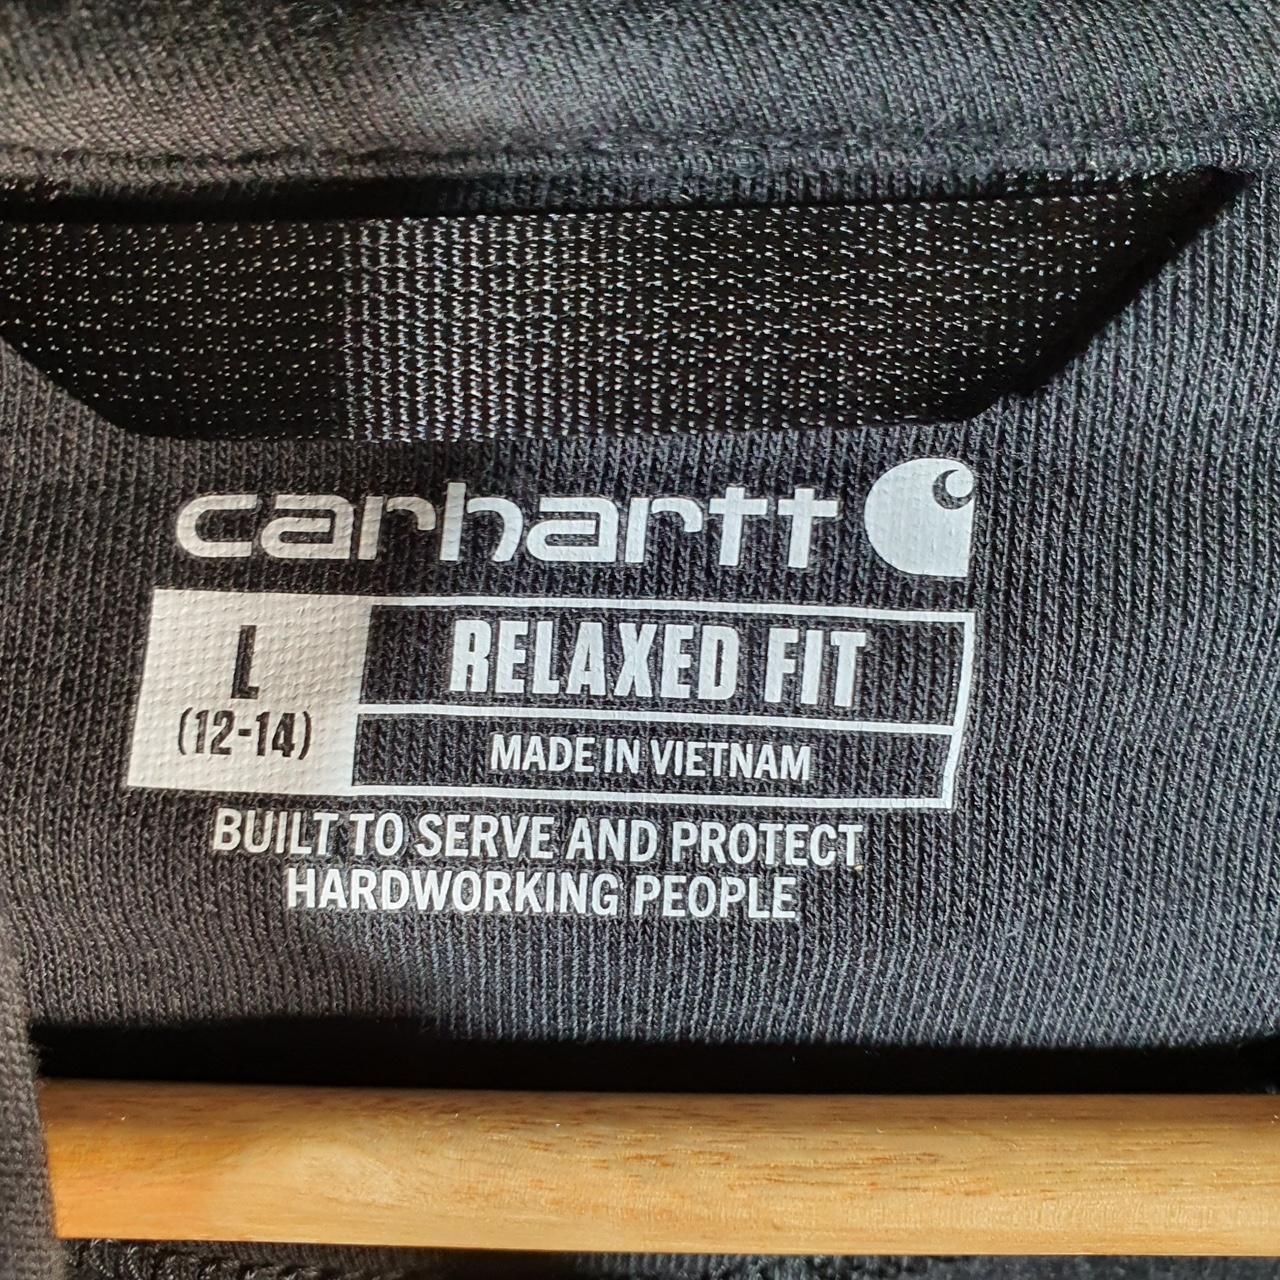 carhartt
L
(12-14)
RELAXED FIT
MADE IN VIETNAM
BUILT TO SERVE AND PROTECT
HARDWORKING PEOPLE